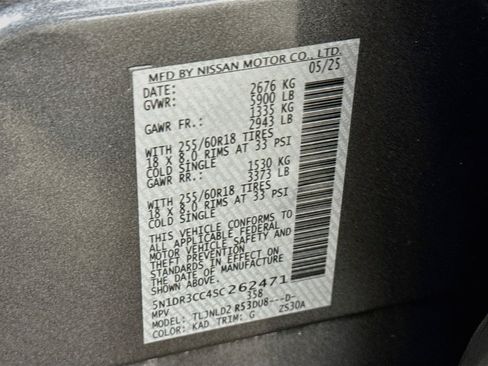 MFD BY NISSAN MOTOR CO., LTD.
DATE: 05/25
GVWR: 2676 KG
5900 LB
GAWR FR.: 1335 KG
2943 LB
WITH 255/60R18 TIRES
18 X 8.0 RIMS AT 33 PSI
COLD SINGLE
GAWR RR.: 1530 KG
3373 LB
WITH 255/60R18 TIRES
18 X 8.0 RIMS AT 33 PSI
COLD SINGLE
THIS VEHICLE CONFORMS TO
ALL APPLICABLE FEDERAL
MOTOR VEHICLE SAFETY AND
THEFT PREVENTION
STANDARDS IN EFFECT ON
THE DATE OF MANUFACTURE
SHOWN ABOVE.
5N1DR3CC4SC262471
MPV 358
MODEL: TLJNLD2 R53DU8---D-
COLOR: KAD TRIM: G ZS30A